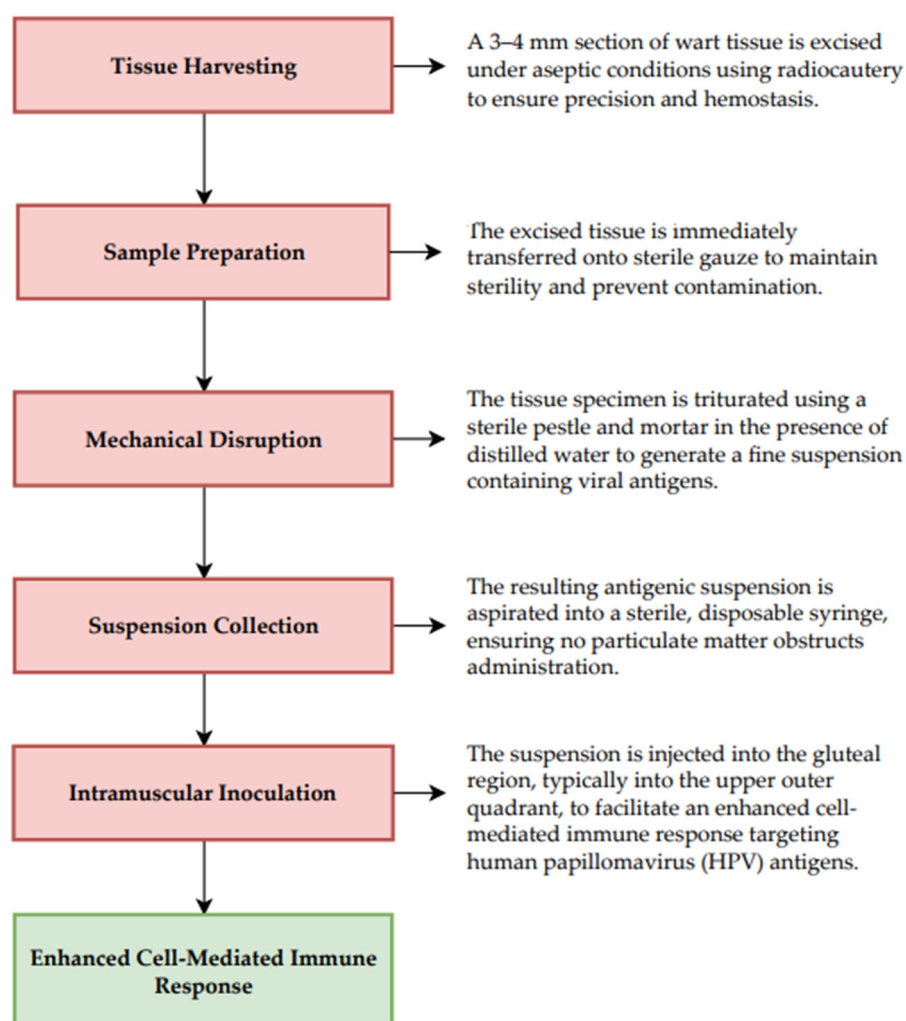 Tissue Harvesting
A 3–4 mm section of wart tissue is excised
under aseptic conditions using radiocautery
to ensure precision and hemostasis.
Sample Preparation
The excised tissue is immediately
transferred onto sterile gauze to maintain
sterility and prevent contamination.
Mechanical Disruption
The tissue specimen is triturated using a
sterile pestle and mortar in the presence of
distilled water to generate a fine suspension
containing viral antigens.
Suspension Collection
The resulting antigenic suspension is
aspirated into a sterile, disposable syringe,
ensuring no particulate matter obstructs
administration.
Intramuscular Inoculation
The suspension is injected into the gluteal
region, typically into the upper outer
quadrant, to facilitate an enhanced cell-
mediated immune response targeting
human papillomavirus (HPV) antigens.
Enhanced Cell-Mediated Immune
Response